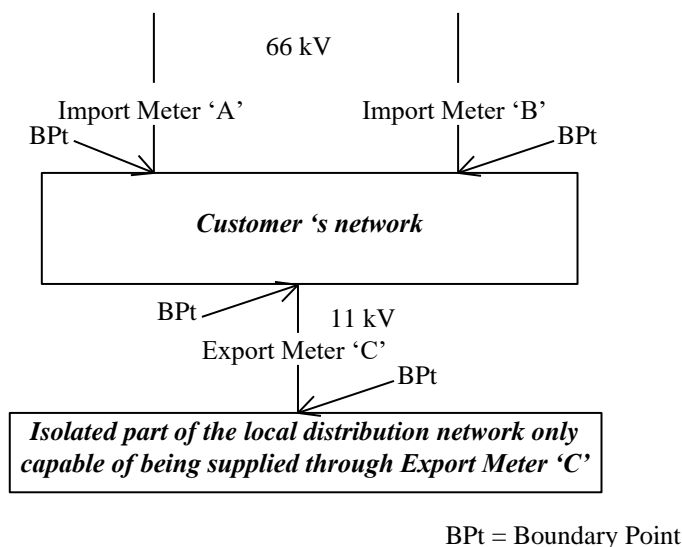 66 kV
Import Meter ‘A’
Import Meter ‘B’
BPt
BPt
Customer ‘s network
BPt
11 kV
Export Meter ‘C’
BPt
Isolated part of the local distribution network only
capable of being supplied through Export Meter ‘C’
BPt = Boundary Point